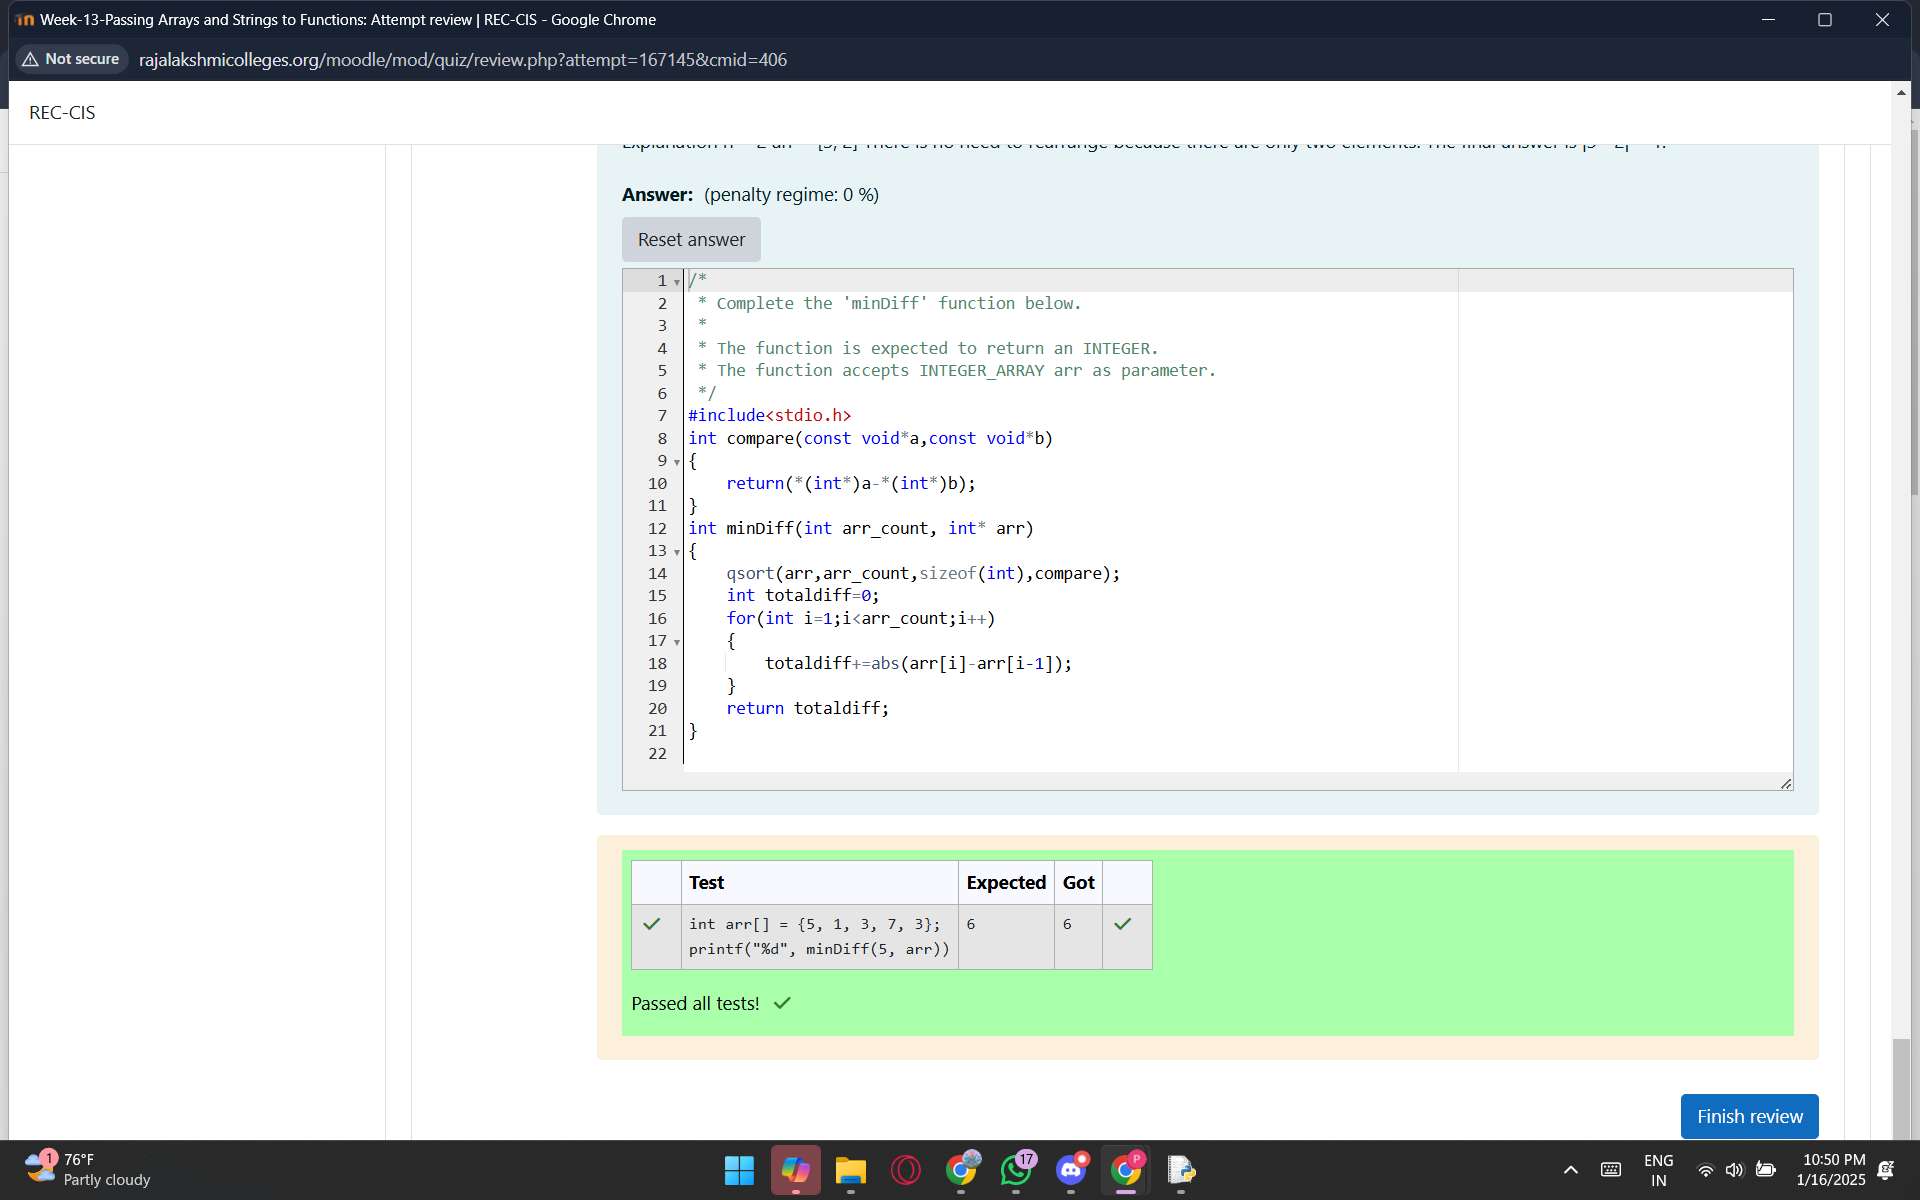 Week-13-Passing Arrays and Strings to Functions: Attempt review | REC-CIS - Google Chrome
Not secure rajalakshmicolleges.org/moodle/mod/quiz/review.php?attempt=167145&cmid=406
REC-CIS
Answer: (penalty regime: 0 %)
Reset answer
1 /*
2 * Complete the 'minDiff' function below.
3 *
4 * The function is expected to return an INTEGER.
5 * The function accepts INTEGER_ARRAY arr as parameter.
6 */
7 #include<stdio.h>
8 int compare(const void*a,const void*b)
9 {
10 return(*(int*)a-*(int*)b);
11 }
12 int minDiff(int arr_count, int* arr)
13 {
14 qsort(arr,arr_count,sizeof(int),compare);
15 int totaldiff=0;
16 for(int i=1;i<arr_count;i++)
17 {
18 totaldiff+=abs(arr[i]-arr[i-1]);
19 }
20 return totaldiff;
21 }
22
Test Expected Got
int arr[] = {5, 1, 3, 7, 3}; 6 6
printf("%d", minDiff(5, arr))
Passed all tests!
Finish review
1 76°F
Partly cloudy
17
P
ENG
IN
10:50 PM
1/16/2025